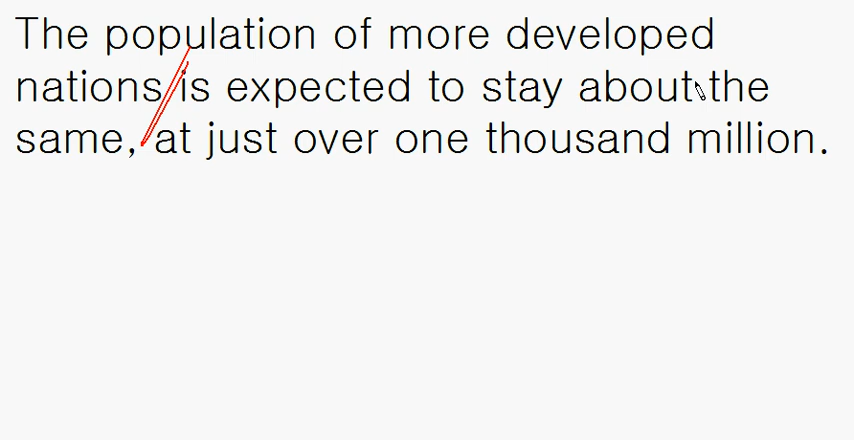 The population of more developed
nations is expected to stay about the
same, at just over one thousand million.